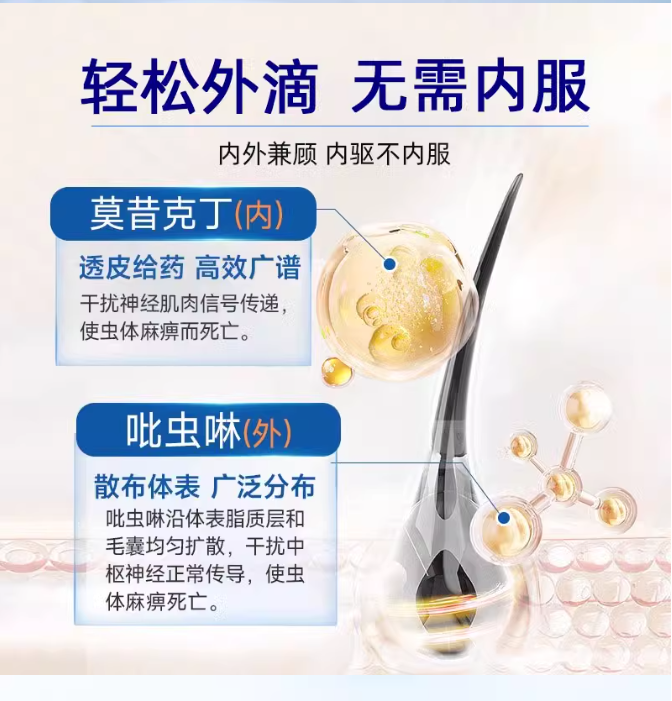 轻松外滴 无需内服
内外兼顾 内驱不内服
莫昔克丁(内)
透皮给药 高效广谱
干扰神经肌肉信号传递，
使虫体麻痹而死亡。
吡虫啉(外)
散布体表 广泛分布
吡虫啉沿体表脂质层和
毛囊均匀扩散，干扰中
枢神经正常传导，使虫
体麻痹死亡。